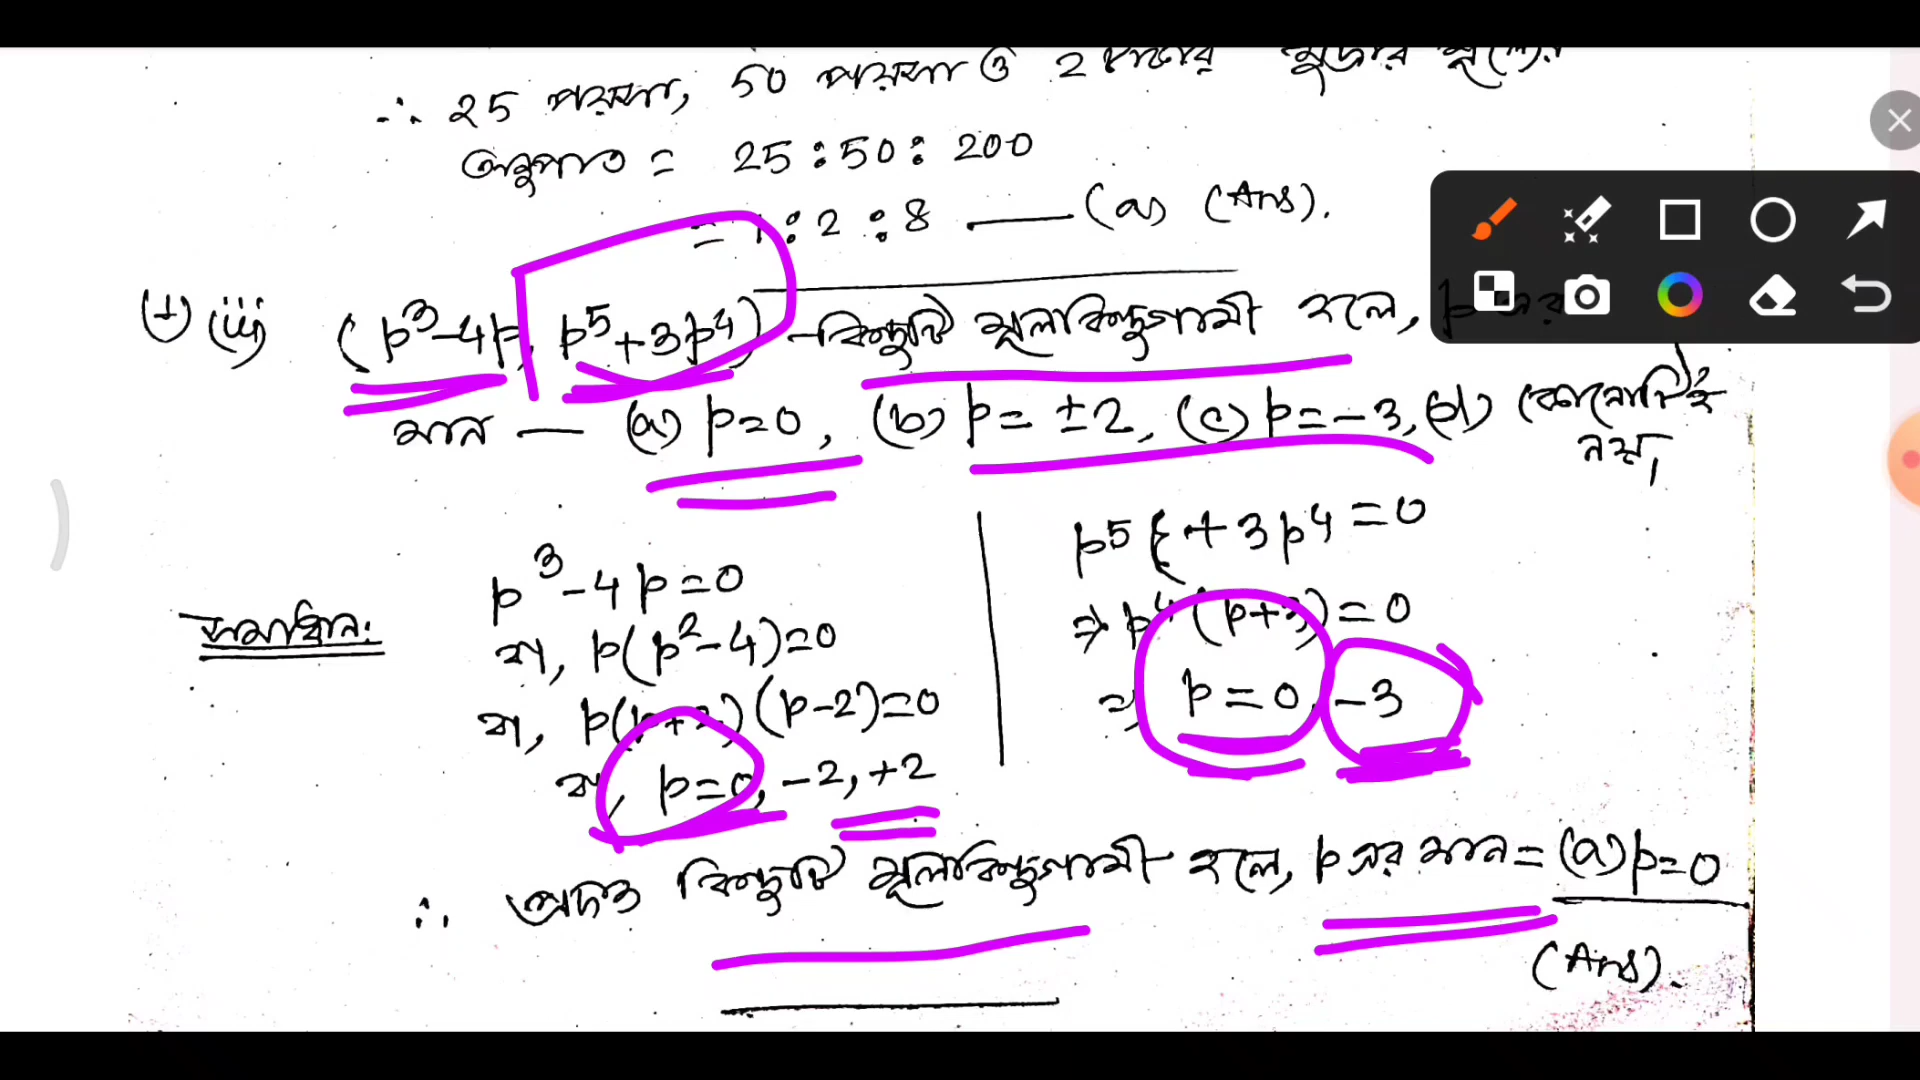 ∴ 25 পয়সা, 50 পয়সা ও 2 টাকার মুদ্রার মূল্যের
অনুপাত = 25 : 50 : 200
= 1 : 2 : 8 —— (a) (Ans).
(1) (iii) (p³-4p, p⁵+3p⁴) -বিন্দুটি মূলবিন্দুগামী হলে, p এর
মান — (a) p=0, (b) p= ±2, (c) p=-3, (d) কোনোটিই নয়,
সমাধান:
p³-4p=0
বা, p(p²-4)=0
বা, p(p+2)(p-2)=0
বা, p=0, -2, +2
p⁵ + 3p⁴ =0
⇒ p⁴ (p+3)=0
⇒ p=0, -3
∴ প্রদত্ত বিন্দুটি মূলবিন্দুগামী হলে, p এর মান= (a) p=0
(Ans).